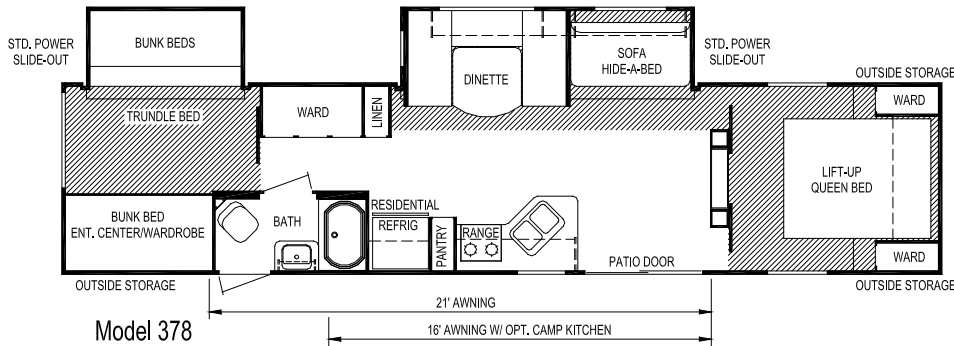 STD. POWER
SLIDE-OUT
BUNK BEDS
DINETTE
SOFA
HIDE-A-BED
STD. POWER
SLIDE-OUT
OUTSIDE STORAGE
TRUNDLE BED
WARD
LINEN
WARD
LIFT-UP
QUEEN BED
BUNK BED
ENT. CENTER/WARDROBE
BATH
RESIDENTIAL
REFRIG
PANTRY
RANGE
PATIO DOOR
WARD
OUTSIDE STORAGE
OUTSIDE STORAGE
21' AWNING
16' AWNING W/ OPT. CAMP KITCHEN
Model 378